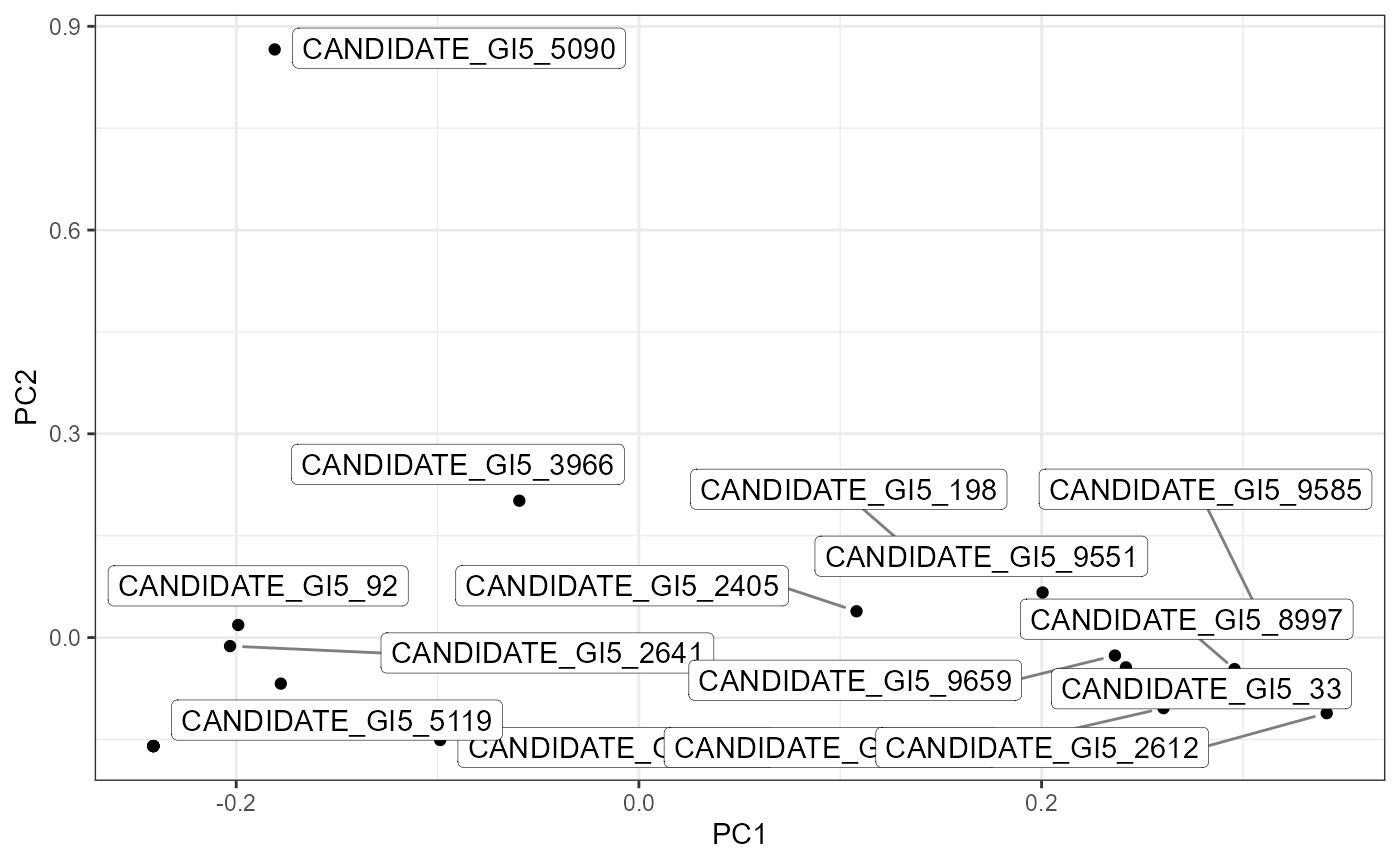 0.9
CANDIDATE_GI5_5090
0.6
PC2
0.3
CANDIDATE_GI5_3966
CANDIDATE_GI5_198
CANDIDATE_GI5_9585
CANDIDATE_GI5_9551
CANDIDATE_GI5_92
CANDIDATE_GI5_2405
CANDIDATE_GI5_8997
0.0
CANDIDATE_GI5_2641
CANDIDATE_GI5_9659
CANDIDATE_GI5_33
CANDIDATE_GI5_5119
CANDIDATE_G
CANDIDATE_G
CANDIDATE_GI5_2612
-0.2
0.0
0.2
PC1